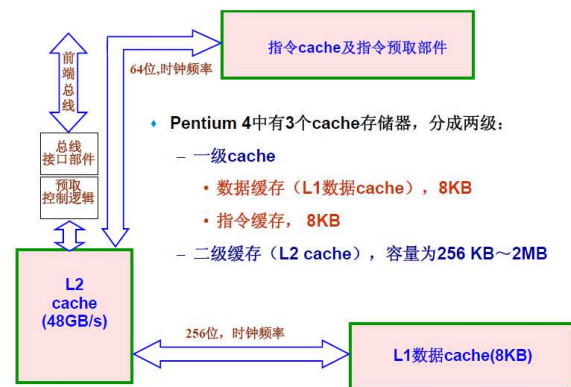 前
端
总
线
64位,时钟频率
指令cache及指令预取部件
总线
接口部件
预取
控制逻辑
• Pentium 4中有3个cache存储器，分成两级：
– 一级cache
• 数据缓存（L1数据cache），8KB
• 指令缓存， 8KB
– 二级缓存（L2 cache），容量为256 KB～2MB
L2
cache
(48GB/s)
256位，时钟频率
L1数据cache(8KB)